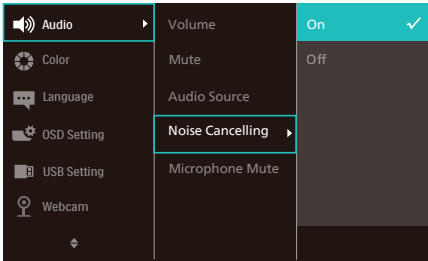 Audio
Color
Language
OSD Setting
USB Setting
Webcam
Volume
Mute
Audio Source
Noise Cancelling
Microphone Mute
On
Off